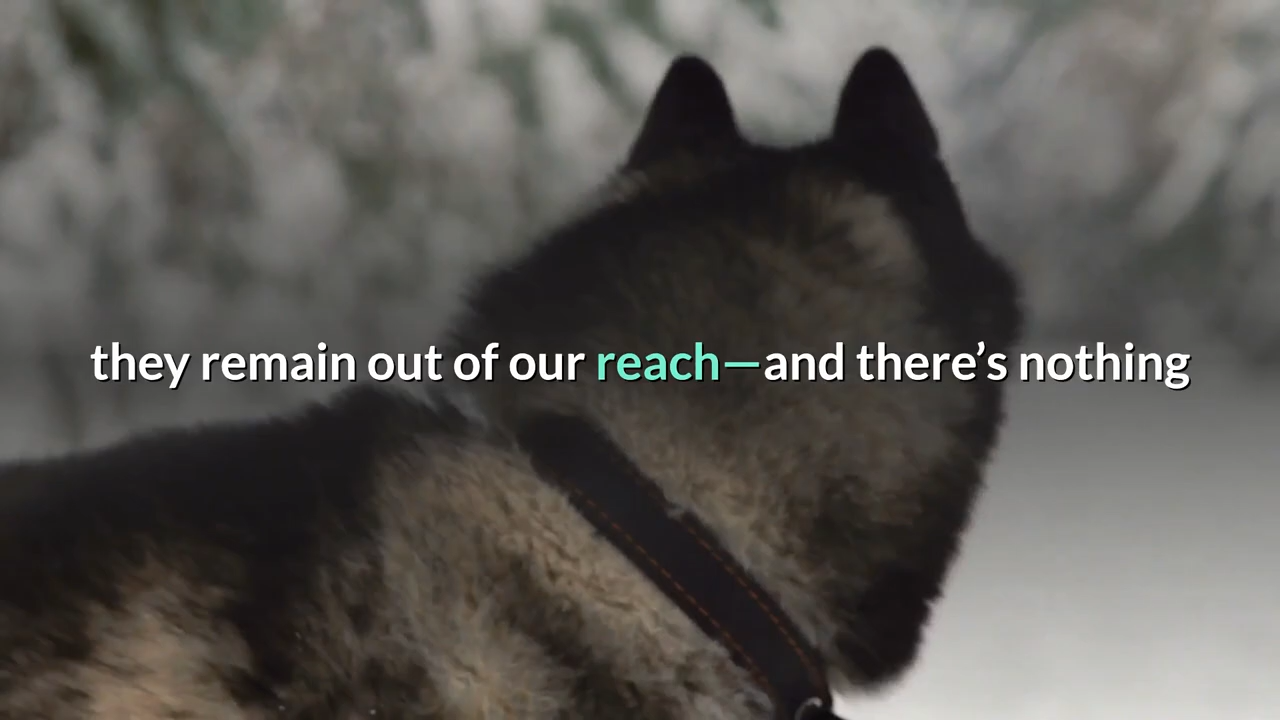 they remain out of our reach—and there’s nothing